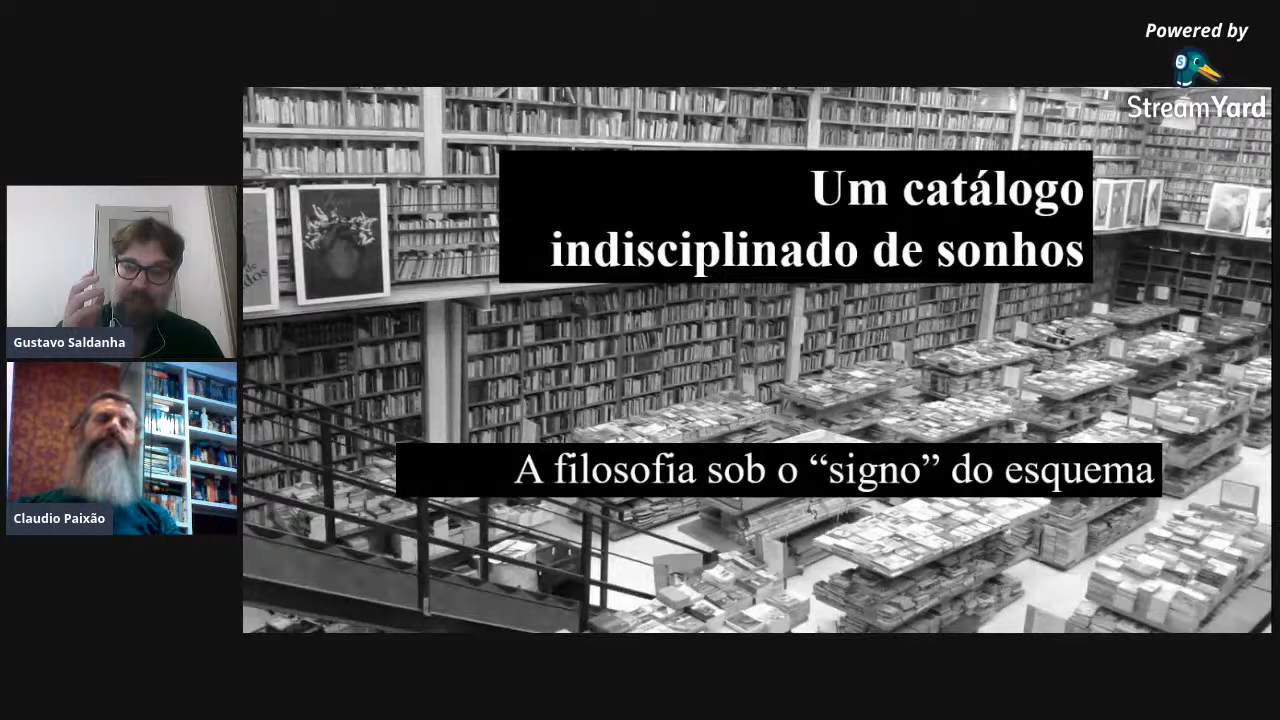 Powered by
StreamYard
Um catálogo
indisciplinado de sonhos
A filosofia sob o “signo” do esquema
Gustavo Saldanha
Claudio Paixão